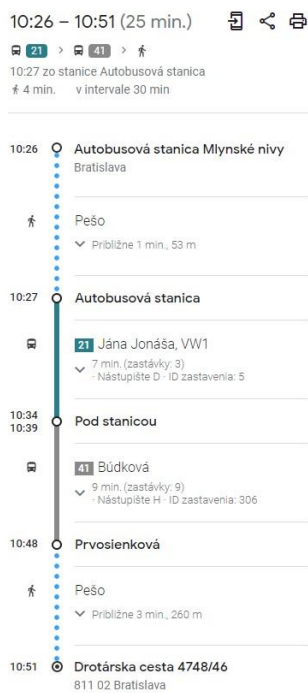 10:26 – 10:51 (25 min.)
21 > 41 >
10:27 zo stanice Autobusová stanica
4 min. v intervale 30 min
10:26 Autobusová stanica Mlynské nivy
Bratislava
Pešo
Približne 1 min., 53 m
10:27 Autobusová stanica
21 Jána Jonáša, VW1
7 min. (zastávky: 3)
· Nástupište D · ID zastavenia: 5
10:34
10:39 Pod stanicou
41 Búdková
9 min. (zastávky: 9)
· Nástupište H · ID zastavenia: 306
10:48 Prvosienková
Pešo
Približne 3 min., 260 m
10:51 Drotárska cesta 4748/46
811 02 Bratislava